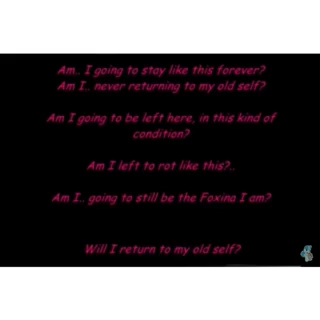 Am.. I going to stay like this forever?
Am I.. never returning to my old self?
Am I going to be left here, in this kind of
condition?
Am I left to rot like this?..
Am I.. going to still be the Foxina I am?
Will I return to my old self?